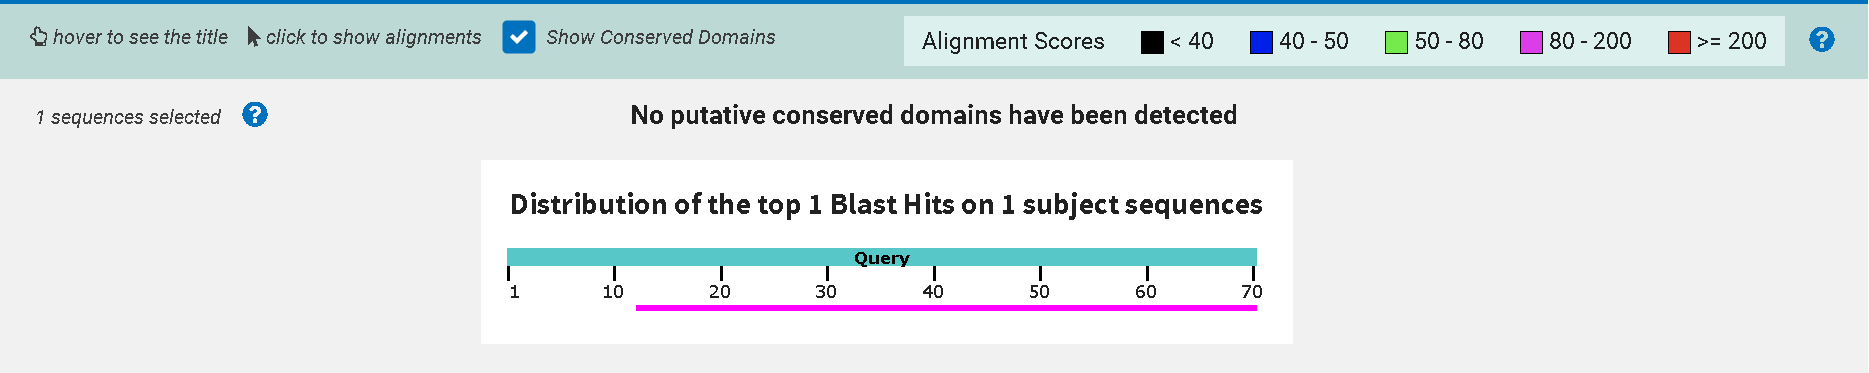 hover to see the title click to show alignments Show Conserved Domains Alignment Scores < 40 40 - 50 50 - 80 80 - 200 >= 200 ?
1 sequences selected ? No putative conserved domains have been detected
Distribution of the top 1 Blast Hits on 1 subject sequences
Query
1 10 20 30 40 50 60 70